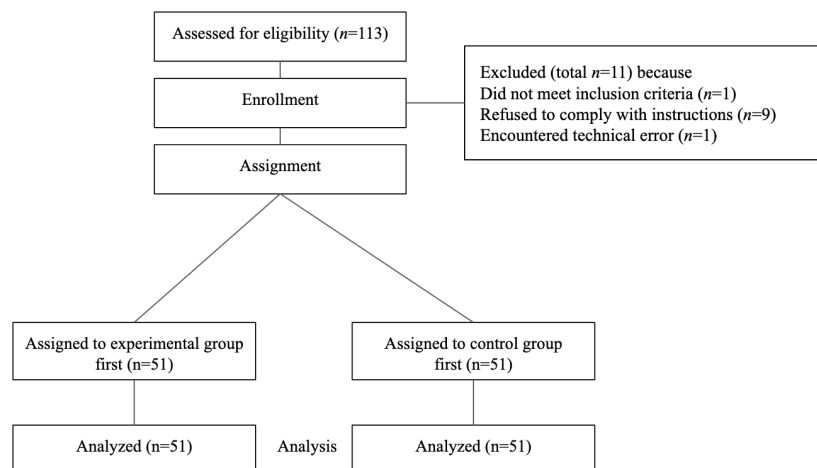 Assessed for eligibility (n=113)
Enrollment
Excluded (total n=11) because
Did not meet inclusion criteria (n=1)
Refused to comply with instructions (n=9)
Encountered technical error (n=1)
Assignment
Assigned to experimental group
first (n=51)
Assigned to control group
first (n=51)
Analyzed (n=51)
Analysis
Analyzed (n=51)